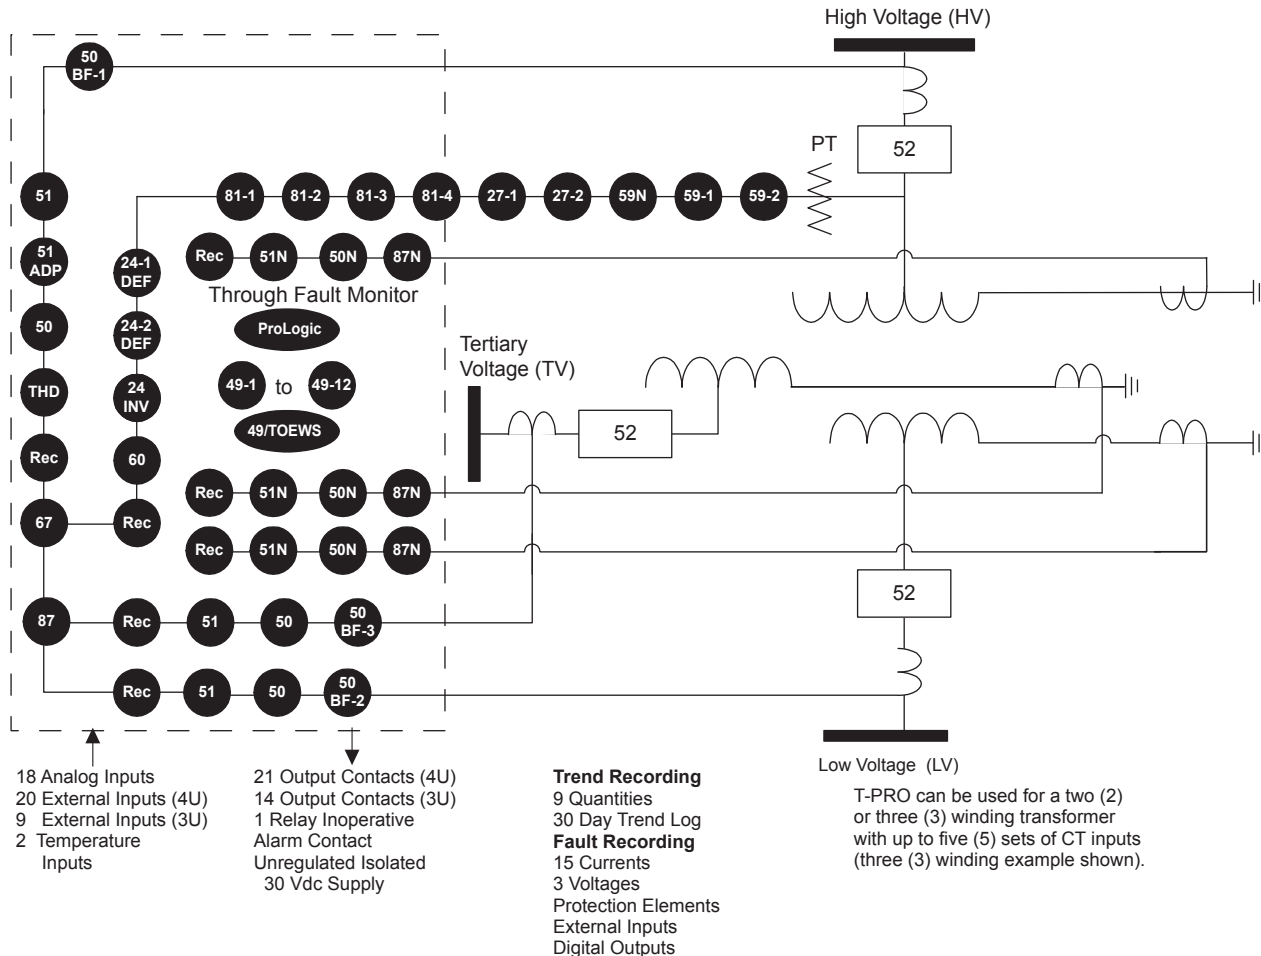 High Voltage (HV)
50
BF-1
52
PT
51
81-1
81-2
81-3
81-4
27-1
27-2
59N
59-1
59-2
51
ADP
24-1
DEF
Rec
51N
50N
87N
Through Fault Monitor
50
24-2
DEF
ProLogic
Tertiary
Voltage (TV)
THD
24
INV
49-1
to
49-12
49/TOEWS
52
Rec
60
67
Rec
Rec
51N
50N
87N
Rec
51N
50N
87N
52
87
Rec
51
50
50
BF-3
Rec
51
50
50
BF-2
Low Voltage (LV)
18 Analog Inputs
20 External Inputs (4U)
9 External Inputs (3U)
2 Temperature
Inputs
21 Output Contacts (4U)
14 Output Contacts (3U)
1 Relay Inoperative
Alarm Contact
Unregulated Isolated
30 Vdc Supply
Trend Recording
9 Quantities
30 Day Trend Log
Fault Recording
15 Currents
3 Voltages
Protection Elements
External Inputs
Digital Outputs
T-PRO can be used for a two (2)
or three (3) winding transformer
with up to five (5) sets of CT inputs
(three (3) winding example shown).